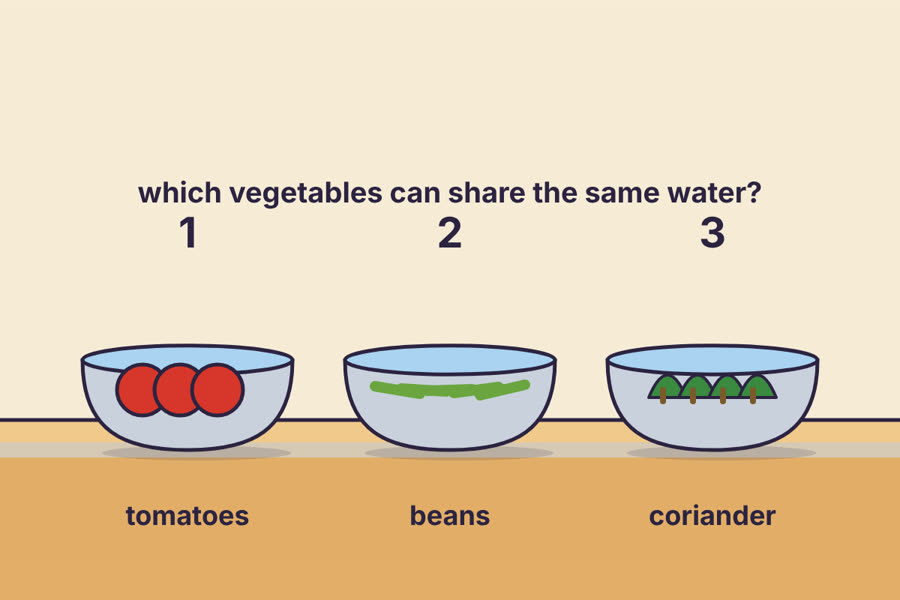 which vegetables can share the same water?
1 2 3
tomatoes beans coriander